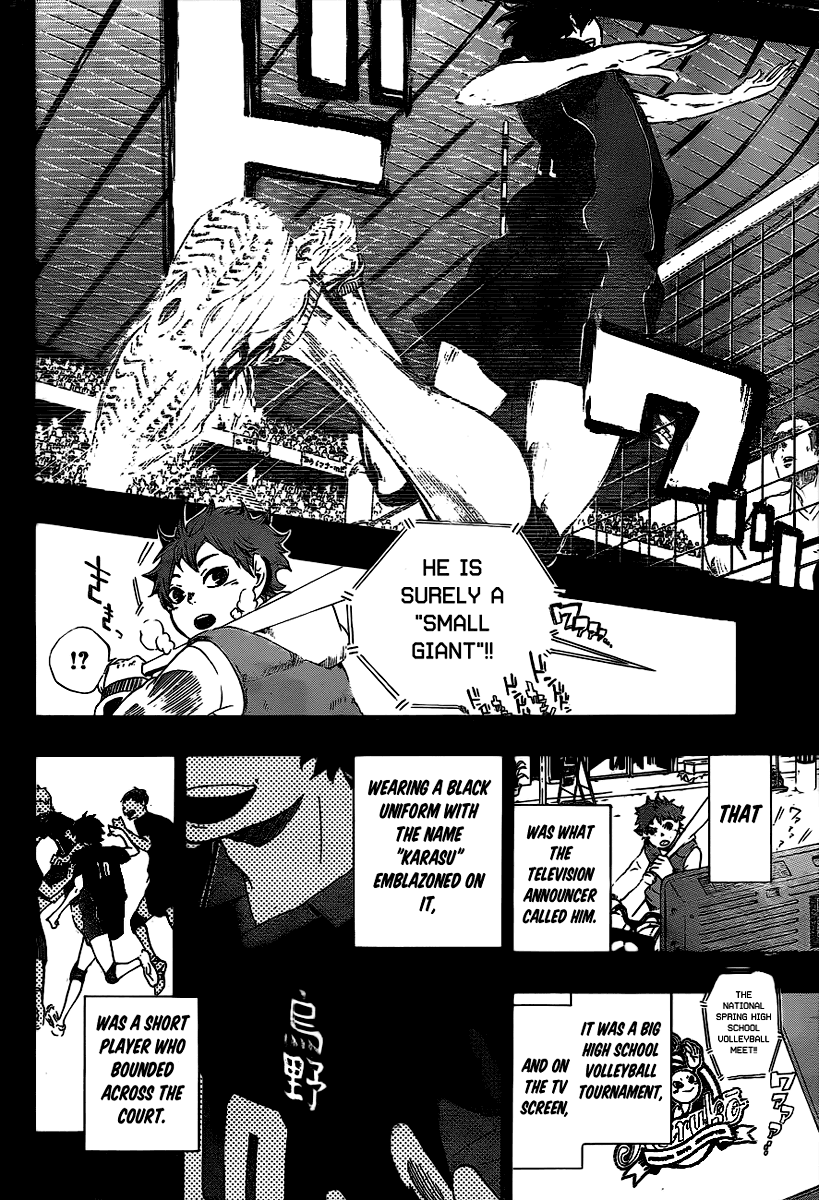 ドッ
HE IS
SURELY A
"SMALL
GIANT"!!
!?
THAT
WAS WHAT
THE
TELEVISION
ANNOUNCER
CALLED HIM.
THE
NATIONAL
SPRING HIGH
SCHOOL
VOLLEYBALL
MEET!!
IT WAS A BIG
HIGH SCHOOL
VOLLEYBALL
TOURNAMENT,
AND ON
THE TV
SCREEN,
WEARING A BLACK
UNIFORM WITH
THE NAME
"KARASU"
EMBLAZONED ON
IT,
烏野
WAS A SHORT
PLAYER WHO
BOUNDED
ACROSS THE
COURT.